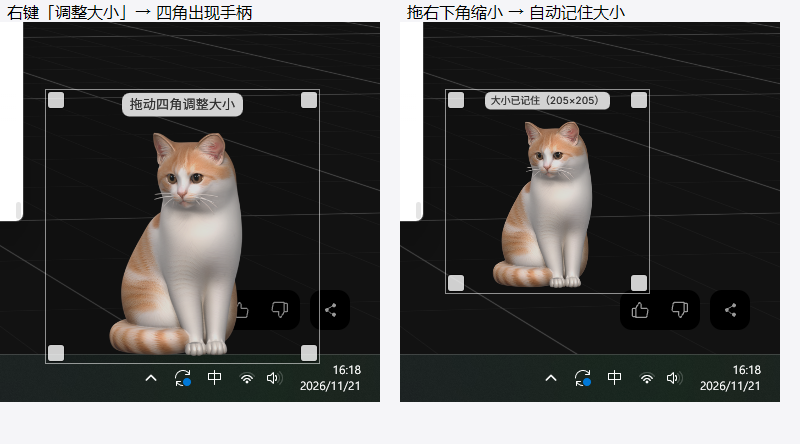 右键「调整大小」→ 四角出现手柄
拖动四角调整大小
中
16:18
2026/11/21
拖右下角缩小 → 自动记住大小
大小已记住（205×205）
中
16:18
2026/11/21